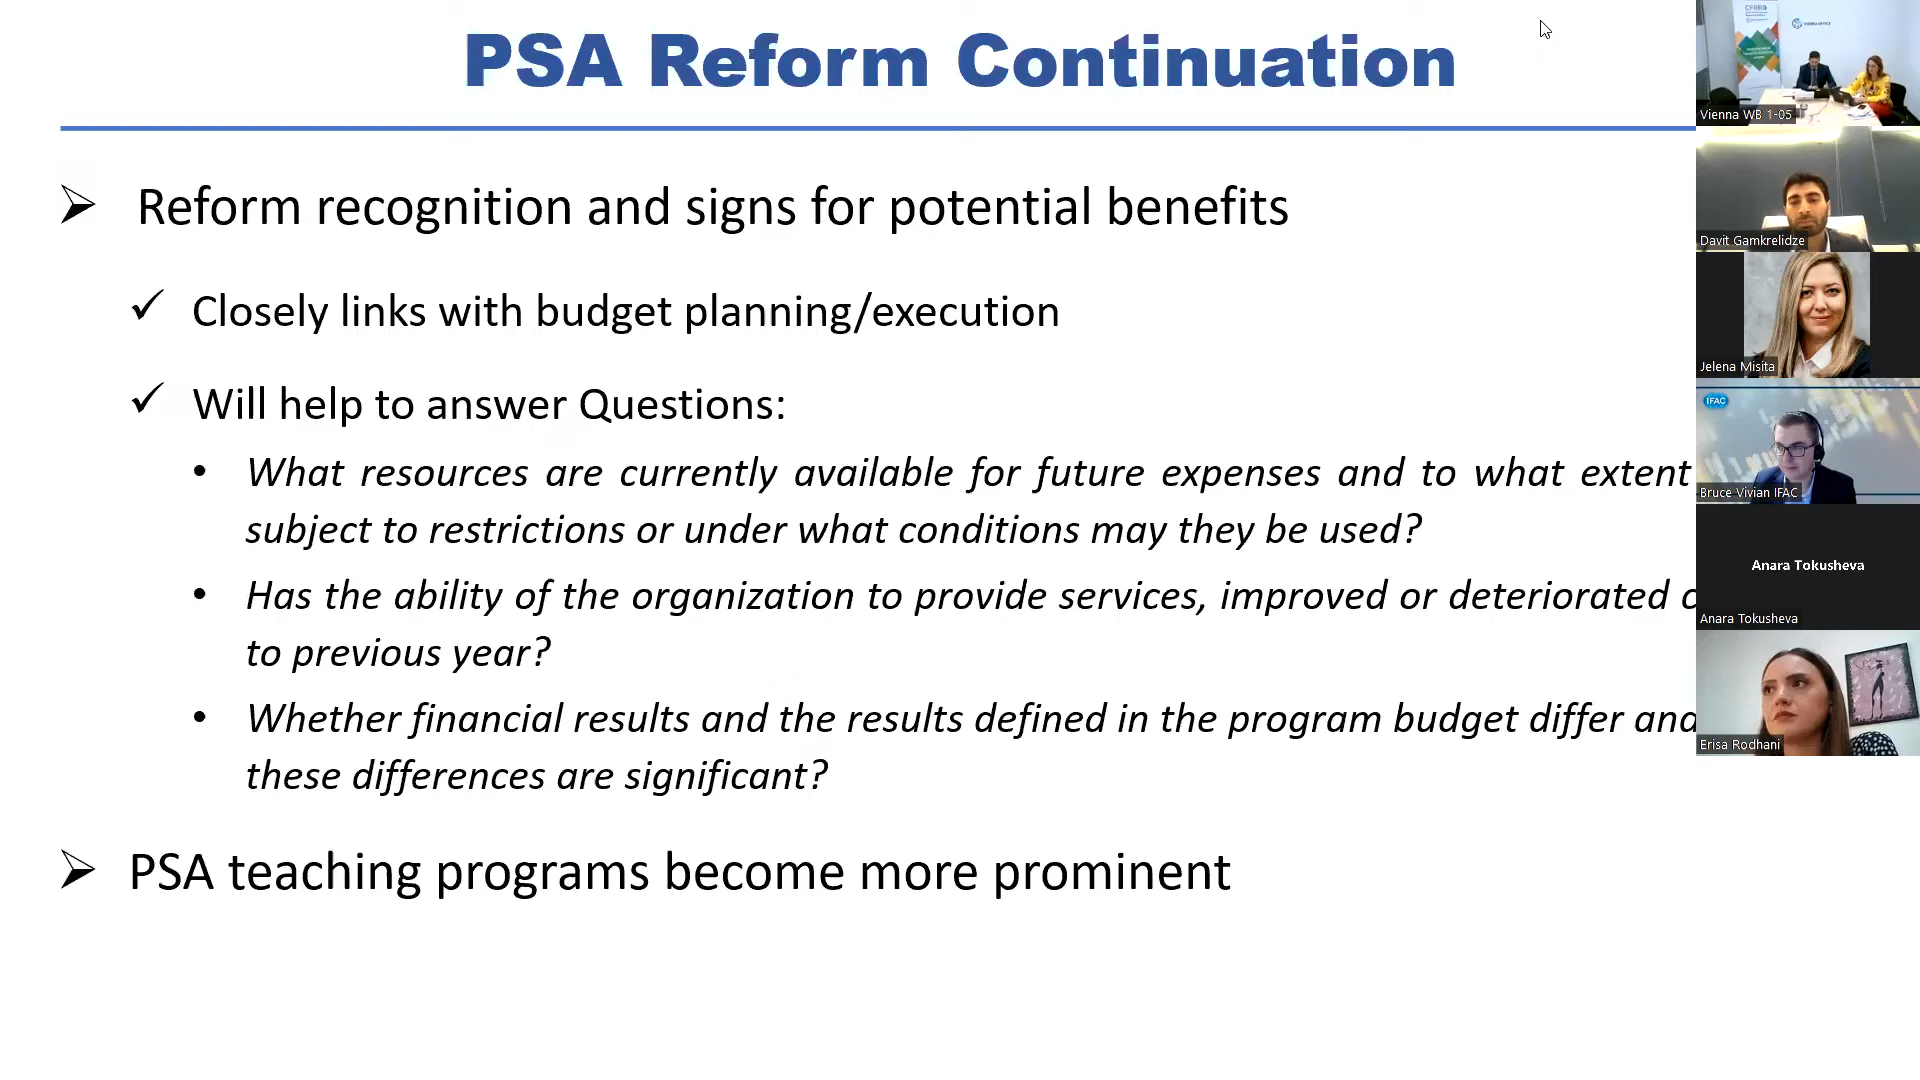 PSA Reform Continuation
➢ Reform recognition and signs for potential benefits
✓ Closely links with budget planning/execution
✓ Will help to answer Questions:
• What resources are currently available for future expenses and to what extent
subject to restrictions or under what conditions may they be used?
• Has the ability of the organization to provide services, improved or deteriorated
to previous year?
• Whether financial results and the results defined in the program budget differ and
these differences are significant?
➢ PSA teaching programs become more prominent
CFRR
VIENNA OFFICE
Vienna WB 1-05
Davit Gamkrelidze
Jelena Misita
IFAC
Bruce Vivian IFAC
Anara Tokusheva
Anara Tokusheva
Erisa Rodhani